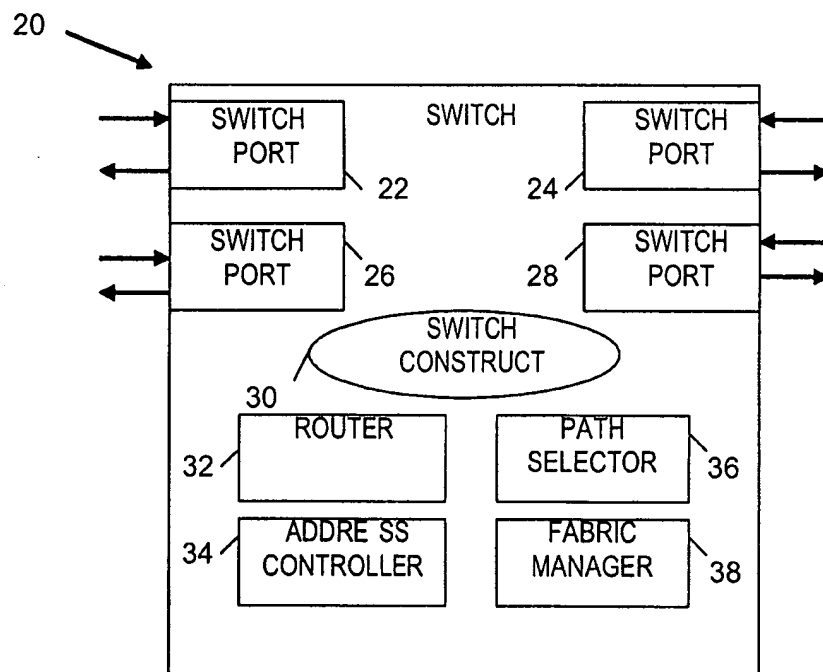 20
SWITCH
PORT
SWITCH
SWITCH
PORT
22
24
SWITCH
PORT
26
28
SWITCH
PORT
SWITCH
CONSTRUCT
30
ROUTER
32
PATH
SELECTOR
36
ADDRE SS
CONTROLLER
34
FABRIC
MANAGER
38